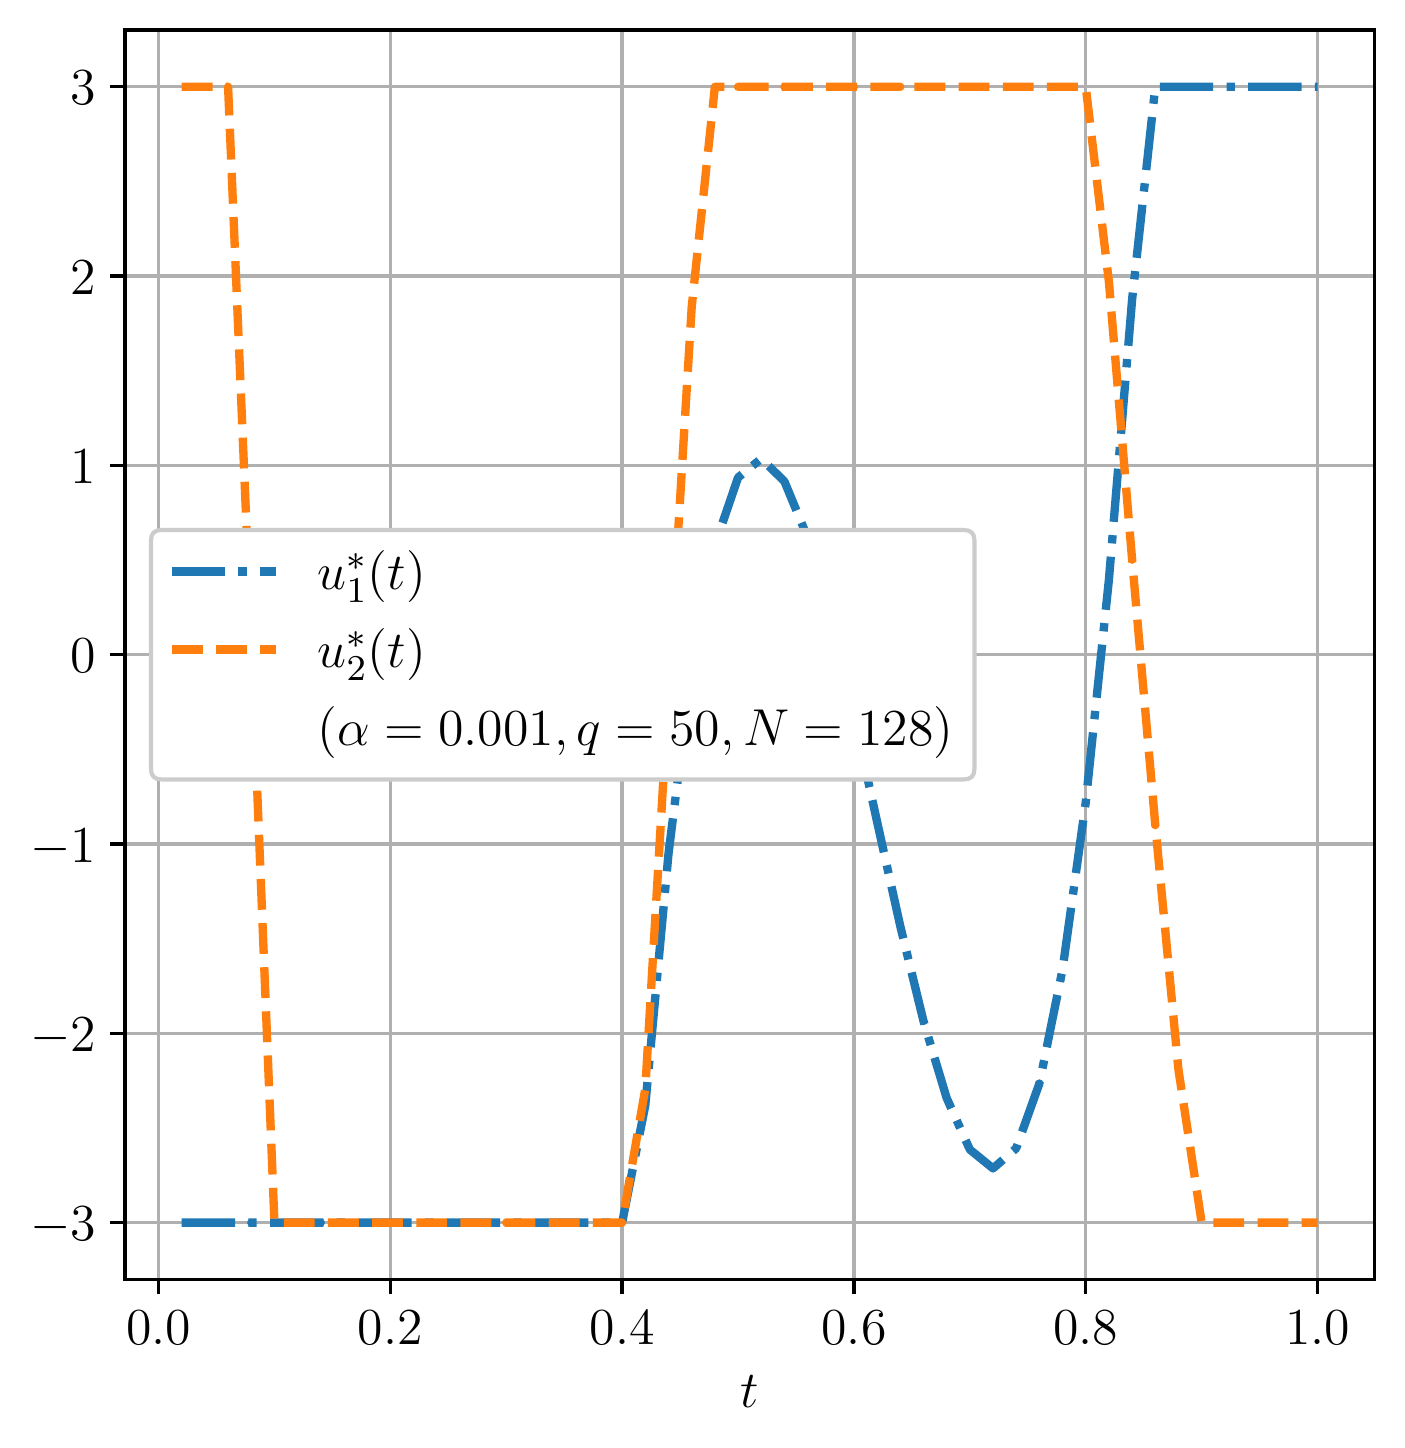 3
2
1
0
−1
−2
−3
u₁*(t)
u₂*(t)
(α = 0.001, q = 50, N = 128)
0.0 0.2 0.4 0.6 0.8 1.0
t